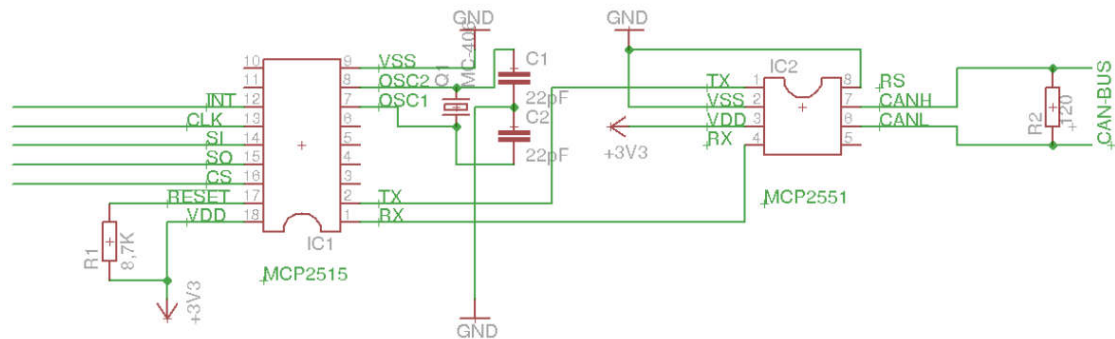 GND
GND
10
9
VSS
11
8
OSC2
INT
12
7
OSC1
CLK
13
6
SI
14
5
SO
15
4
CS
16
3
RESET
17
2
TX
VDD
18
1
RX
IC1
MCP2515
R1
8,7K
+3V3
Q1
C1
22pF
C2
22pF
GND
IC2
TX
1
8
RS
VSS
2
7
CANH
VDD
3
6
CANL
RX
4
5
+3V3
MCP2551
R2
120
CAN-BUS